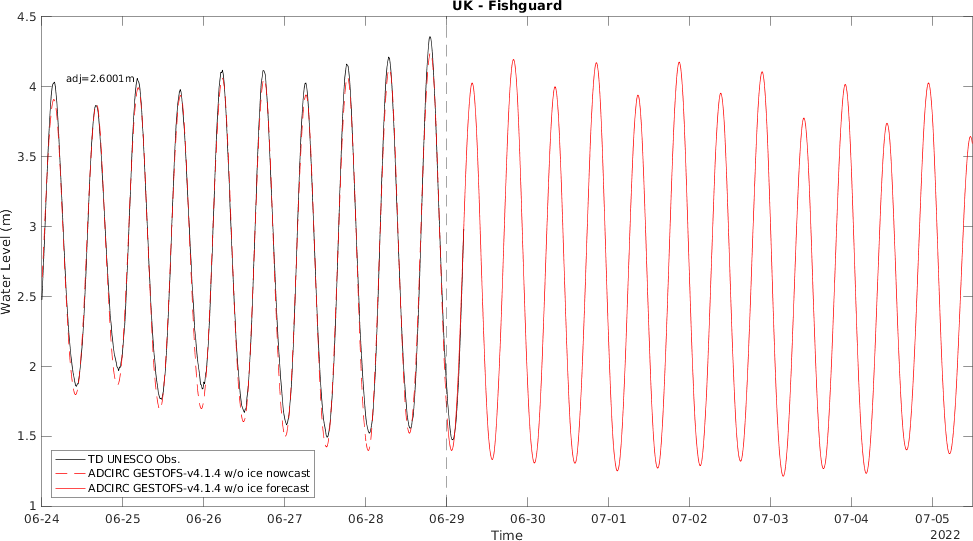 UK - Fishguard
4.5
adj=2.6001m
4
3.5
3
2.5
2
1.5
1
Water Level (m)
TD UNESCO Obs.
ADCIRC GESTOFS-v4.1.4 w/o ice nowcast
ADCIRC GESTOFS-v4.1.4 w/o ice forecast
06-24 06-25 06-26 06-27 06-28 06-29 06-30 07-01 07-02 07-03 07-04 07-05
Time
2022